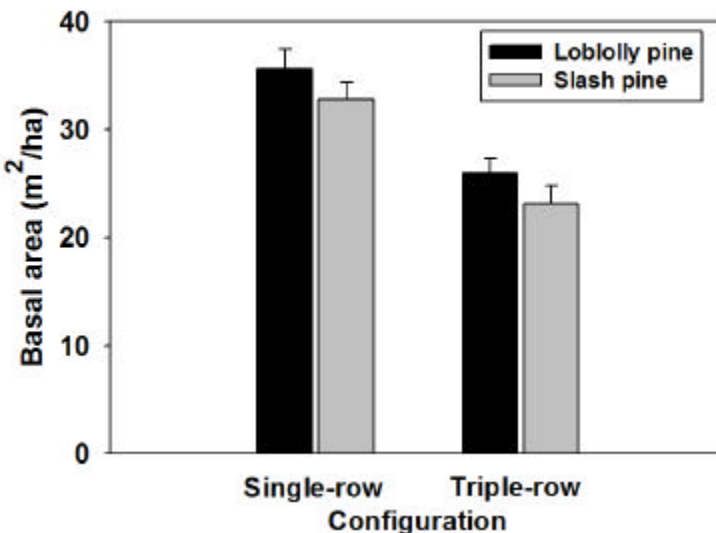 Loblolly pine
Slash pine
40
30
20
10
0
Basal area (m²/ha)
Single-row
Triple-row
Configuration